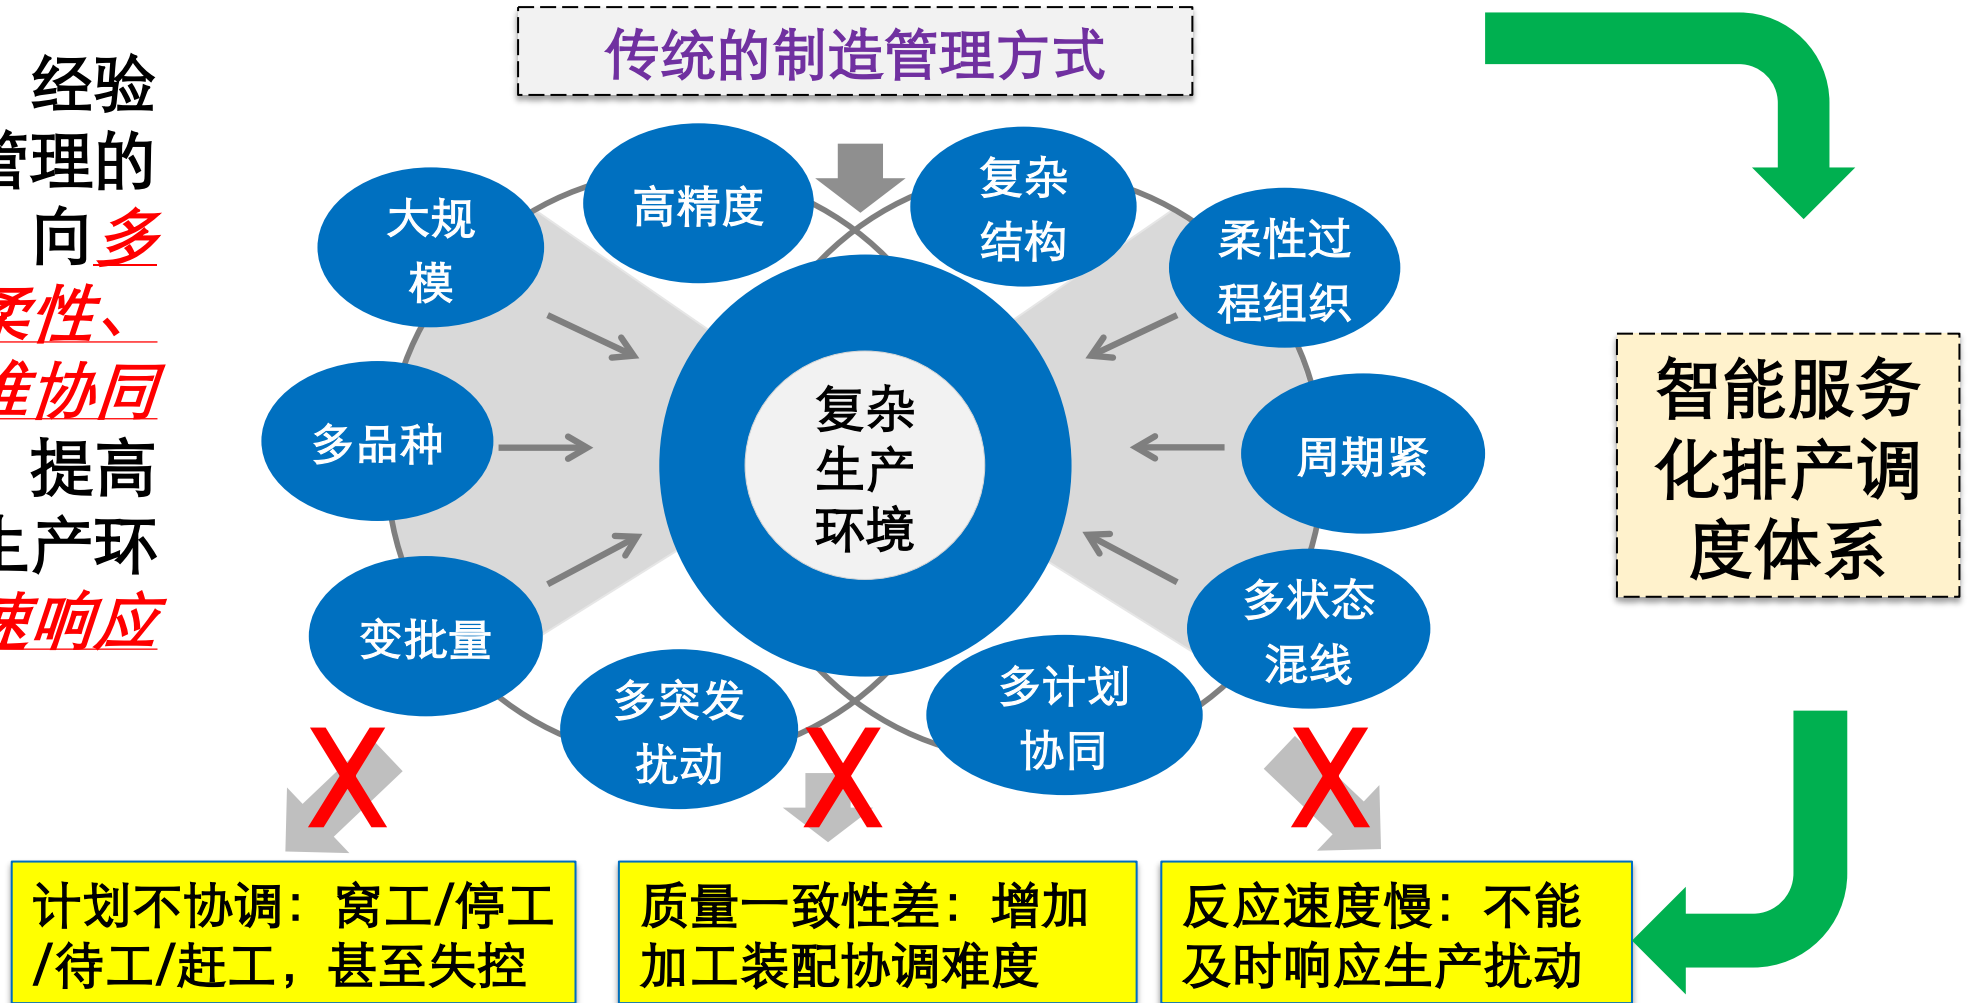 传统的制造管理方式
经验
管理的
向多
柔性、
协同
提高
生产环
速响应
大规
模
高精度
复杂
结构
柔性过
程组织
多品种
复杂
生产
环境
周期紧
变批量
多突发
扰动
多计划
协同
多状态
混线
智能服务
化排产调
度体系
X
X
X
计划不协调：窝工/停工
/待工/赶工，甚至失控
质量一致性差：增加
加工装配协调难度
反应速度慢：不能
及时响应生产扰动